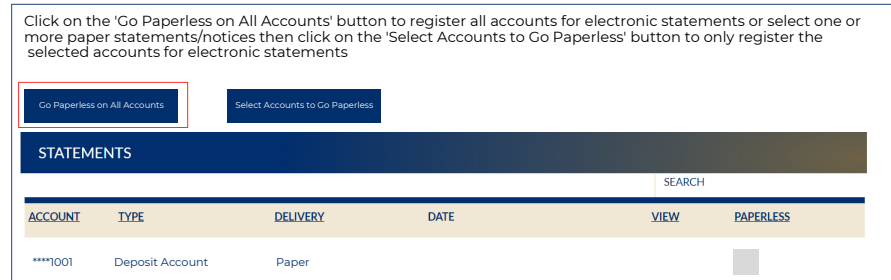 Click on the 'Go Paperless on All Accounts' button to register all accounts for electronic statements or select one or
more paper statements/notices then click on the 'Select Accounts to Go Paperless' button to only register the
selected accounts for electronic statements
Go Paperless on All Accounts Select Accounts to Go Paperless
STATEMENTS
SEARCH
ACCOUNT TYPE DELIVERY DATE VIEW PAPERLESS
****1001 Deposit Account Paper